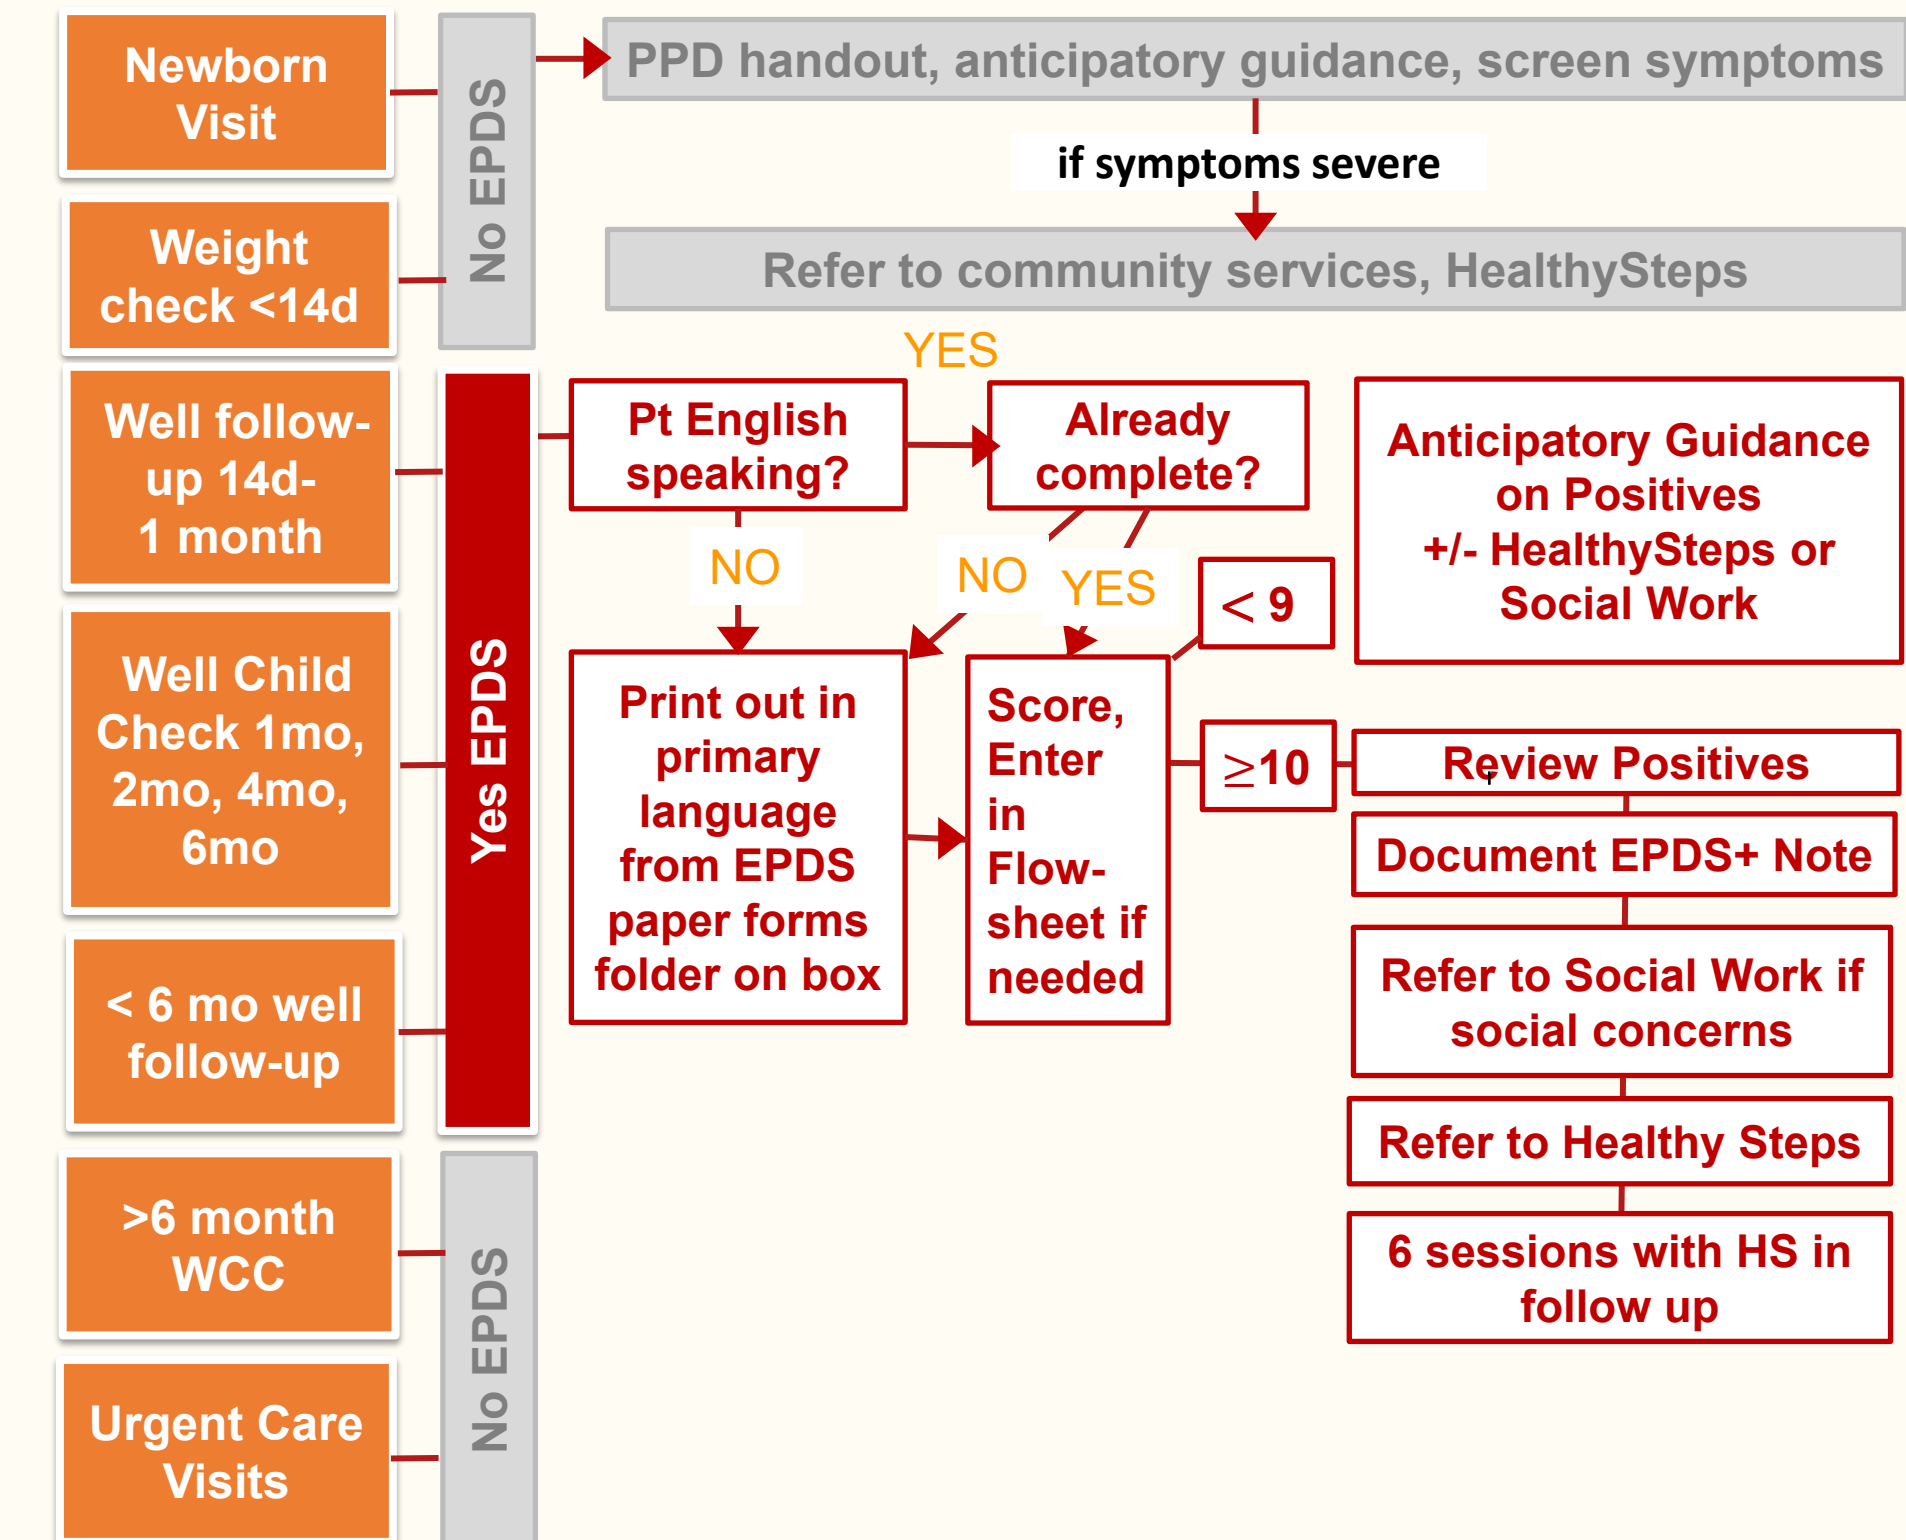 Newborn
Visit
Weight
check <14d
Well follow-
up 14d-
1 month
Well Child
Check 1mo,
2mo, 4mo,
6mo
< 6 mo well
follow-up
>6 month
WCC
Urgent Care
Visits
No EPDS
Yes EPDS
No EPDS
PPD handout, anticipatory guidance, screen symptoms
if symptoms severe
Refer to community services, HealthySteps
Pt English
speaking?
YES
Already
complete?
NO
NO
YES
Print out in
primary
language
from EPDS
paper forms
folder on box
Score,
Enter
in
Flow-
sheet if
needed
< 9
≥10
Anticipatory Guidance
on Positives
+/- HealthySteps or
Social Work
Review Positives
Document EPDS+ Note
Refer to Social Work if
social concerns
Refer to Healthy Steps
6 sessions with HS in
follow up